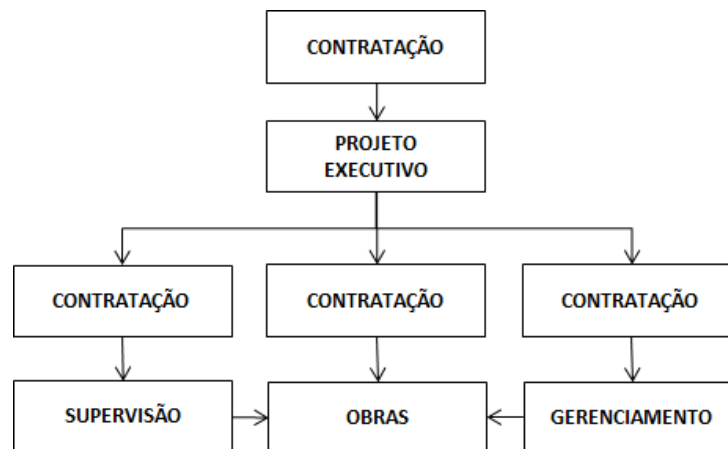 CONTRATAÇÃO
PROJETO
EXECUTIVO
CONTRATAÇÃO
CONTRATAÇÃO
CONTRATAÇÃO
SUPERVISÃO
OBRAS
GERENCIAMENTO